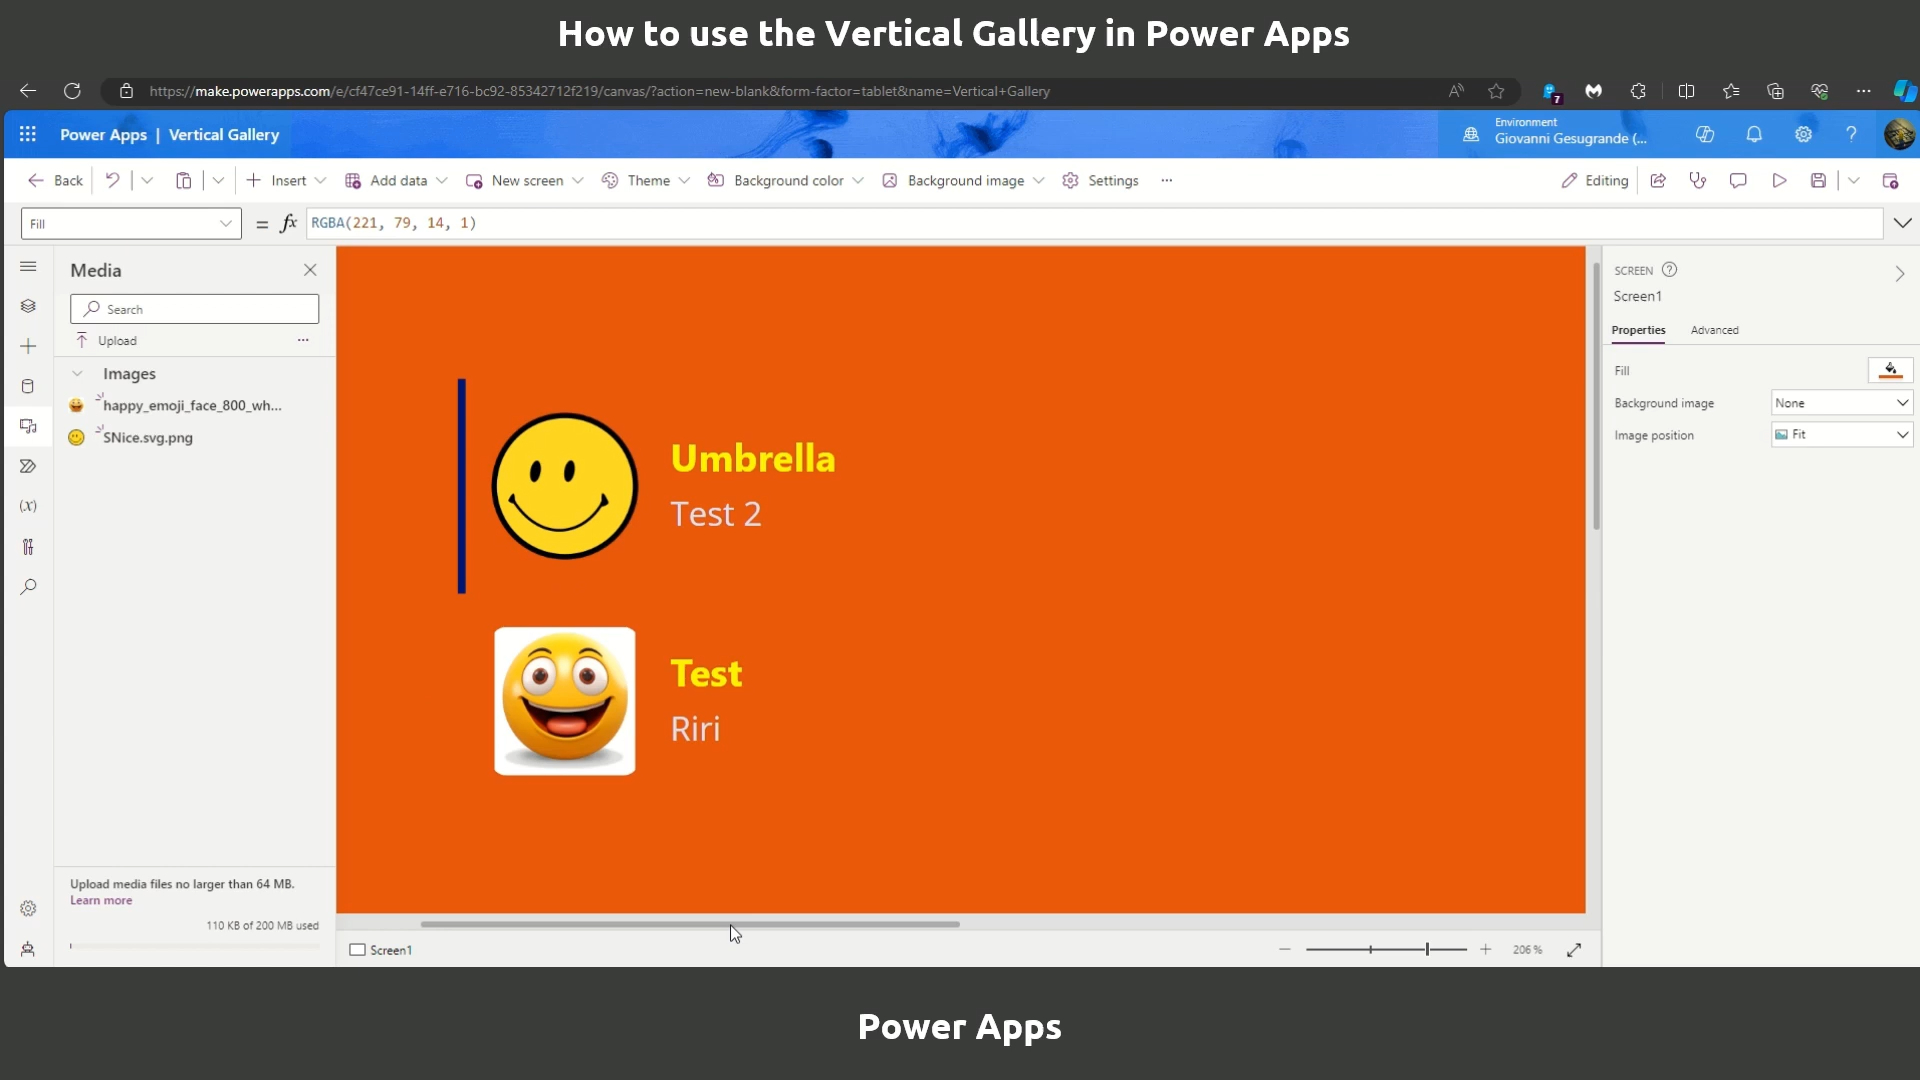 How to use the Vertical Gallery in Power Apps
https://make.powerapps.com/e/cf47ce91-14ff-e716-bc92-85342712f219/canvas/?action=new-blank&form-factor=tablet&name=Vertical+Gallery
7
Power Apps | Vertical Gallery
Environment
Giovanni Gesugrande (...
Back
Insert
Add data
New screen
Theme
Background color
Background image
Settings
Editing
Fill
= fx RGBA(221, 79, 14, 1)
Media
Search
Upload
Images
happy_emoji_face_800_wh...
SNice.svg.png
Upload media files no larger than 64 MB.
Learn more
110 KB of 200 MB used
Umbrella
Test 2
Test
Riri
Screen1
206 %
SCREEN
Screen1
Properties
Advanced
Fill
Background image
None
Image position
Fit
Power Apps